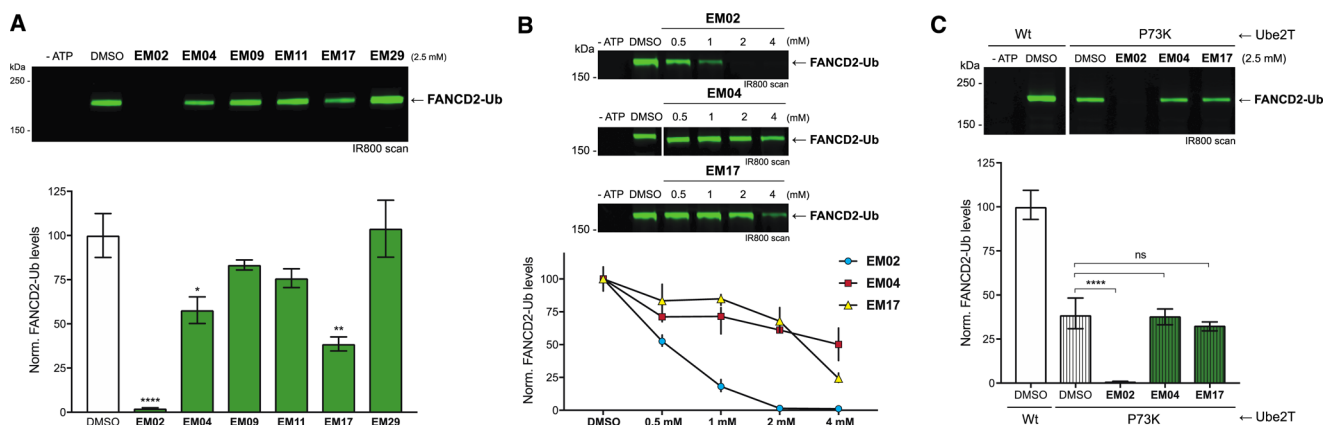 A
- ATP DMSO EM02 EM04 EM09 EM11 EM17 EM29 (2.5 mM)
kDa
250 -
← FANCD2-Ub
150 -
IR800 scan
Norm. FANCD2-Ub levels
125
100
75
50
25
0
****
*
**
DMSO EM02 EM04 EM09 EM11 EM17 EM29
B
EM02
- ATP DMSO 0.5 1 2 4 (mM)
kDa
← FANCD2-Ub
150 -
IR800 scan
EM04
- ATP DMSO 0.5 1 2 4 (mM)
← FANCD2-Ub
150 -
IR800 scan
EM17
- ATP DMSO 0.5 1 2 4 (mM)
← FANCD2-Ub
150 -
IR800 scan
Norm. FANCD2-Ub levels
100
75
50
25
0
EM02
EM04
EM17
DMSO 0.5 mM 1 mM 2 mM 4 mM
C
Wt P73K ← Ube2T
- ATP DMSO DMSO EM02 EM04 EM17 (2.5 mM)
kDa
250 -
← FANCD2-Ub
150 -
IR800 scan
Norm. FANCD2-Ub levels
125
100
75
50
25
0
ns
****
DMSO DMSO EM02 EM04 EM17
Wt P73K ← Ube2T